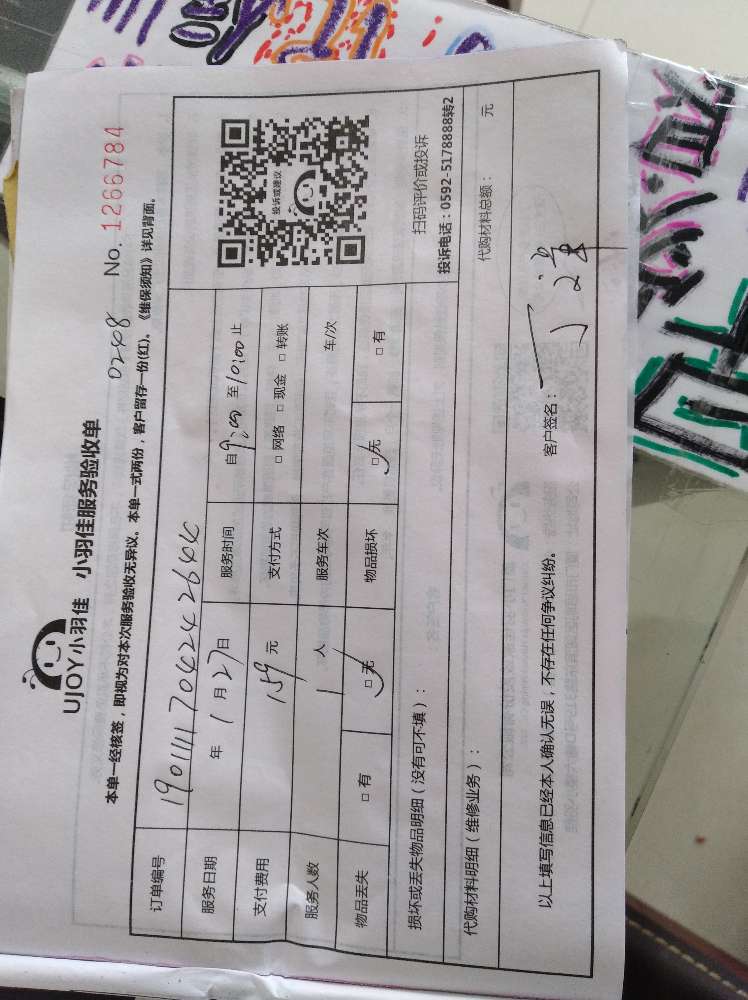 UJOY小羽佳 小羽佳服务验收单
0248 No. 1266784
本单一经核签，即视为对本次服务验收无异议。本单一式两份，客户留存一份(红)。《维保须知》详见背面。
订单编号 190111170424242644
服务日期 年 1 月 27 日 服务时间 自 9:00 至 10:00 止
支付费用 159 元 支付方式 □ 网络 □ 现金 □ 转账
服务人数 1 人 服务车次 车/次
物品丢失 □ 有 □ 无 物品损坏 □ 无 □ 有
投诉或建议
扫码评价或投诉
投诉电话：0592-5178888转2
损坏或丢失物品明细（没有可不填）：
代购材料明细（维修业务）： 代购材料总额： 元
以上填写信息已经本人确认无误，不存在任何争议纠纷。 客户签名：